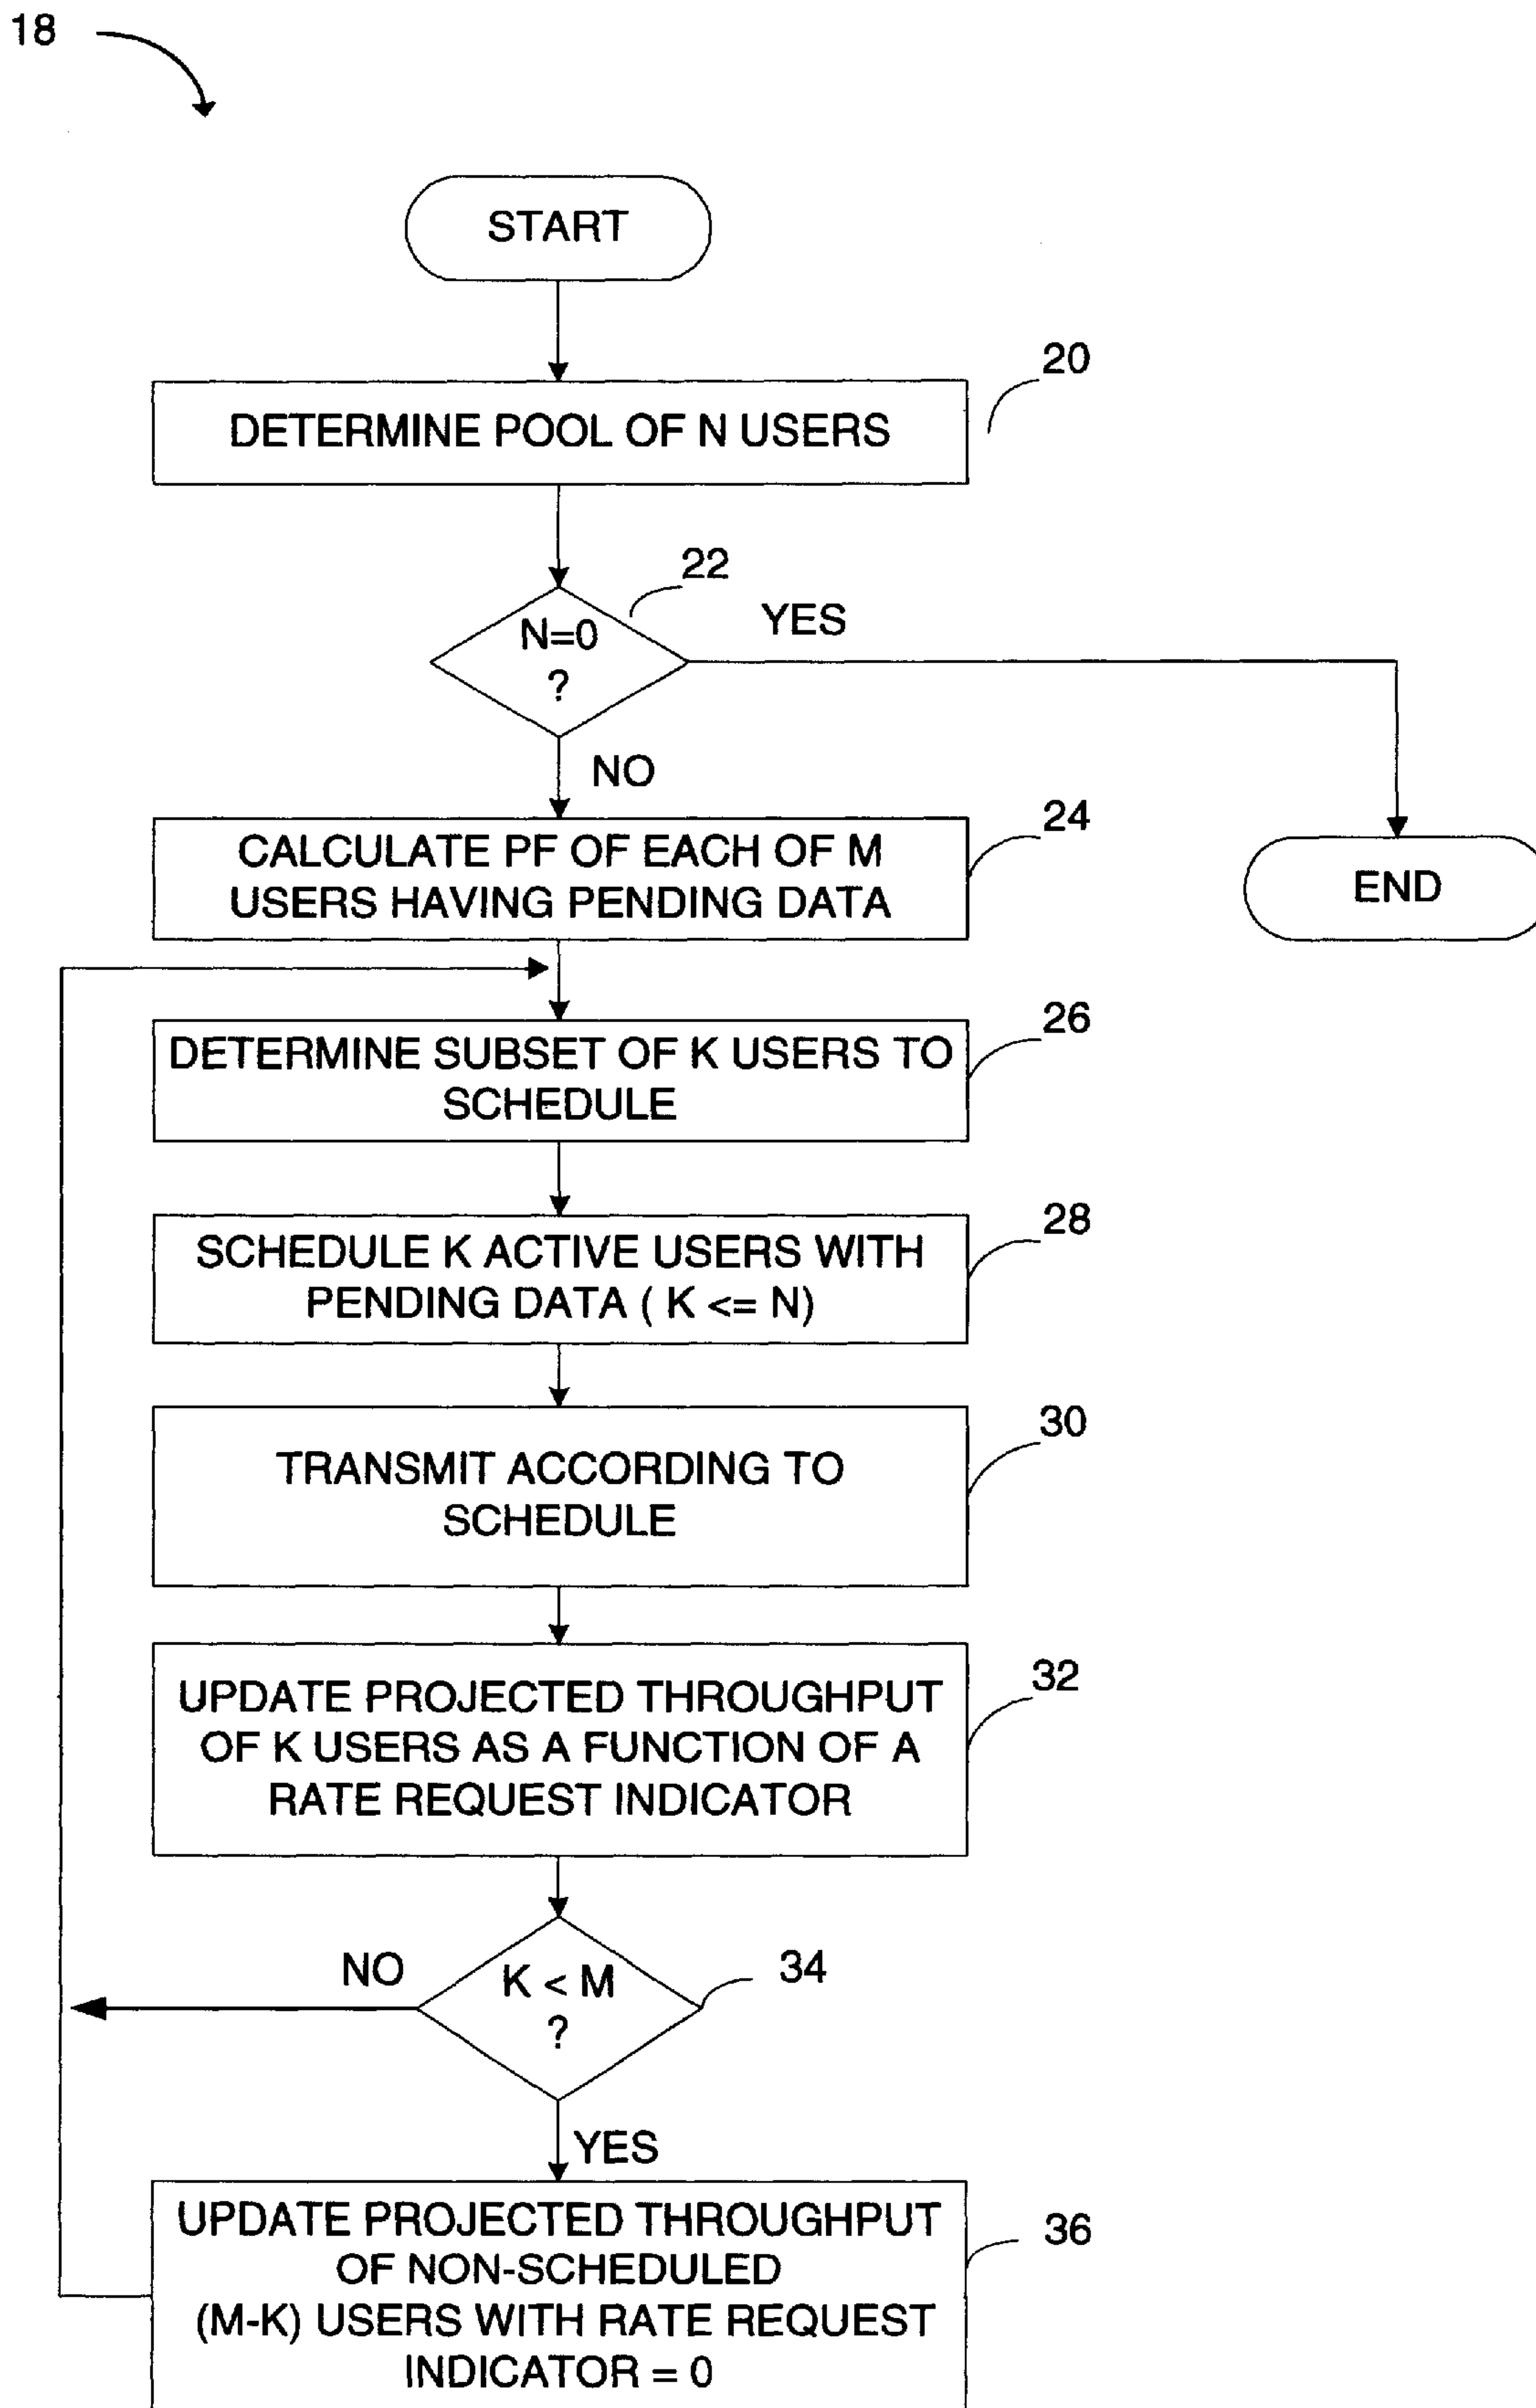 18
START
20
DETERMINE POOL OF N USERS
22
N=0
?
YES
NO
24
CALCULATE PF OF EACH OF M
USERS HAVING PENDING DATA
END
26
DETERMINE SUBSET OF K USERS TO
SCHEDULE
28
SCHEDULE K ACTIVE USERS WITH
PENDING DATA ( K <= N)
30
TRANSMIT ACCORDING TO
SCHEDULE
32
UPDATE PROJECTED THROUGHPUT
OF K USERS AS A FUNCTION OF A
RATE REQUEST INDICATOR
NO
K < M
?
34
YES
36
UPDATE PROJECTED THROUGHPUT
OF NON-SCHEDULED
(M-K) USERS WITH RATE REQUEST
INDICATOR = 0